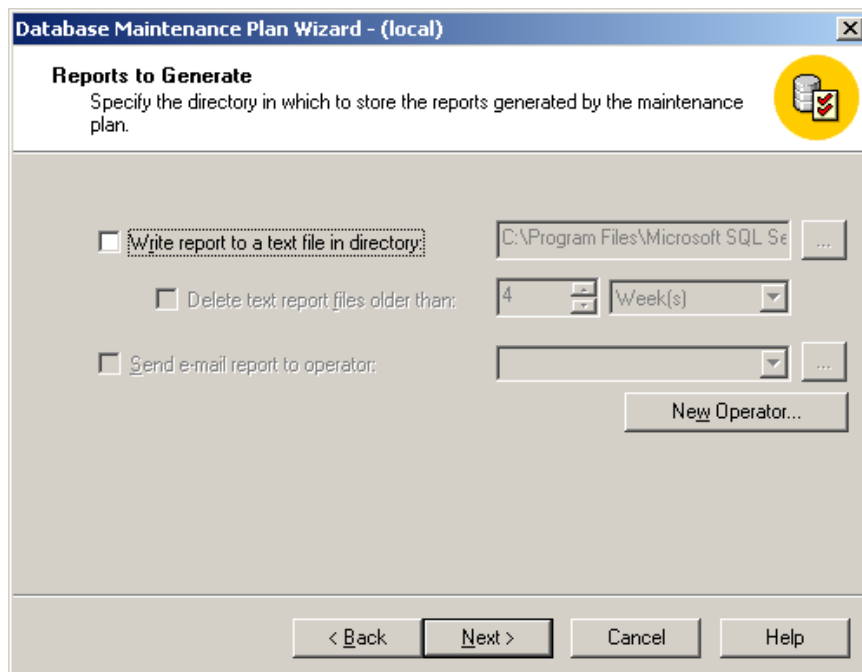 Database Maintenance Plan Wizard - (local)
Reports to Generate
Specify the directory in which to store the reports generated by the maintenance
plan.
Write report to a text file in directory: C:\Program Files\Microsoft SQL Se ...
Delete text report files older than: 4 Week(s)
Send e-mail report to operator: ...
New Operator...
< Back Next > Cancel Help